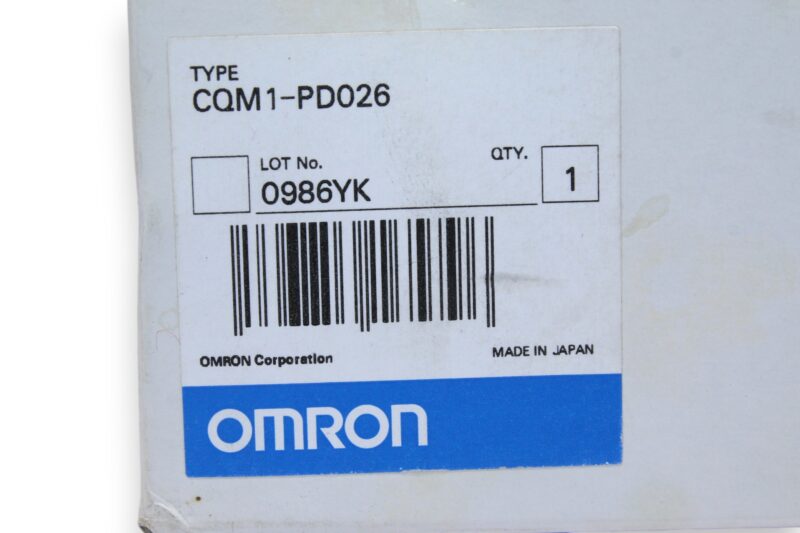 TYPE
CQM1-PD026
LOT No.
QTY.
0986YK
1
OMRON Corporation
MADE IN JAPAN
OMRON